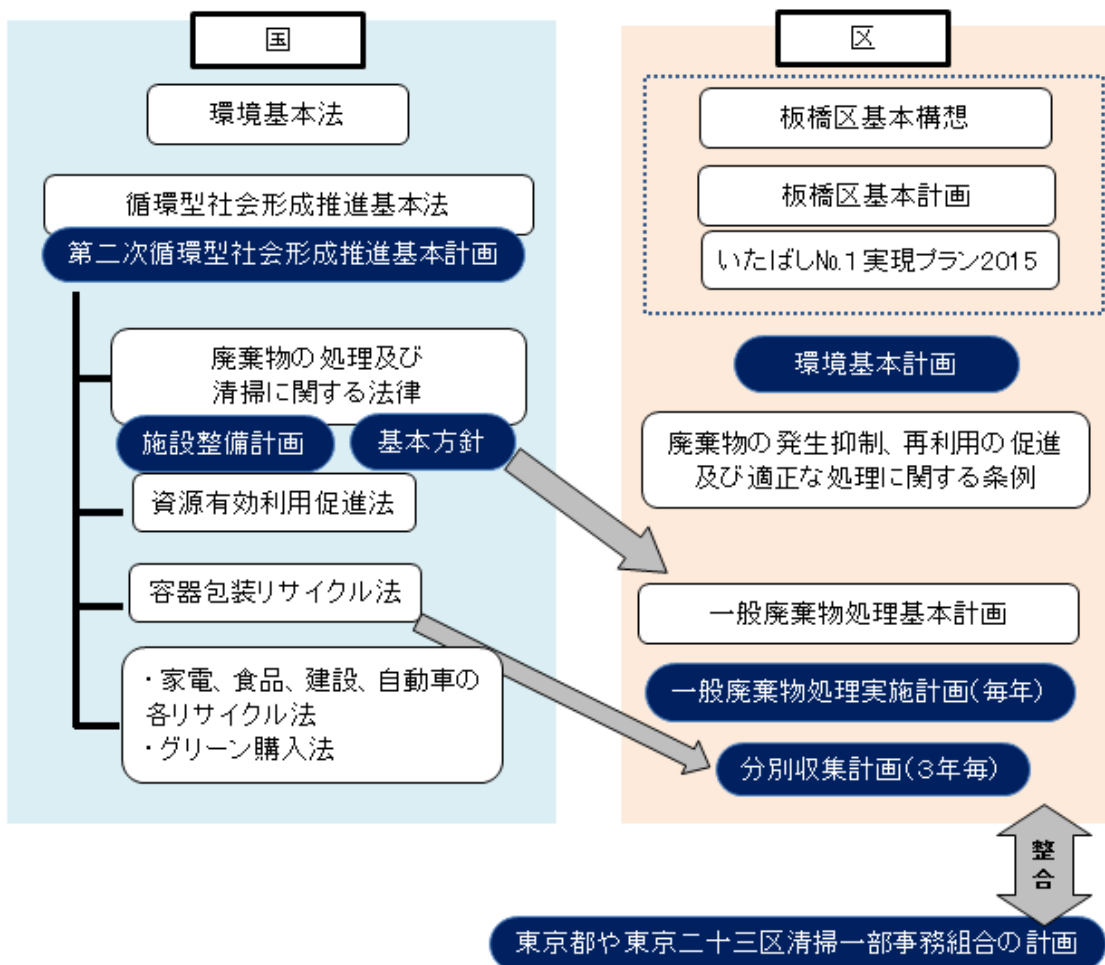 国
環境基本法
循環型社会形成推進基本法
第二次循環型社会形成推進基本計画
廃棄物の処理及び
清掃に関する法律
施設整備計画
基本方針
資源有効利用促進法
容器包装リサイクル法
・家電、食品、建設、自動車の
各リサイクル法
・グリーン購入法
区
板橋区基本構想
板橋区基本計画
いたばし№1実現プラン2015
環境基本計画
廃棄物の発生抑制、再利用の促進
及び適正な処理に関する条例
一般廃棄物処理基本計画
一般廃棄物処理実施計画(毎年)
分別収集計画(3年毎)
整
合
東京都や東京二十三区清掃一部事務組合の計画